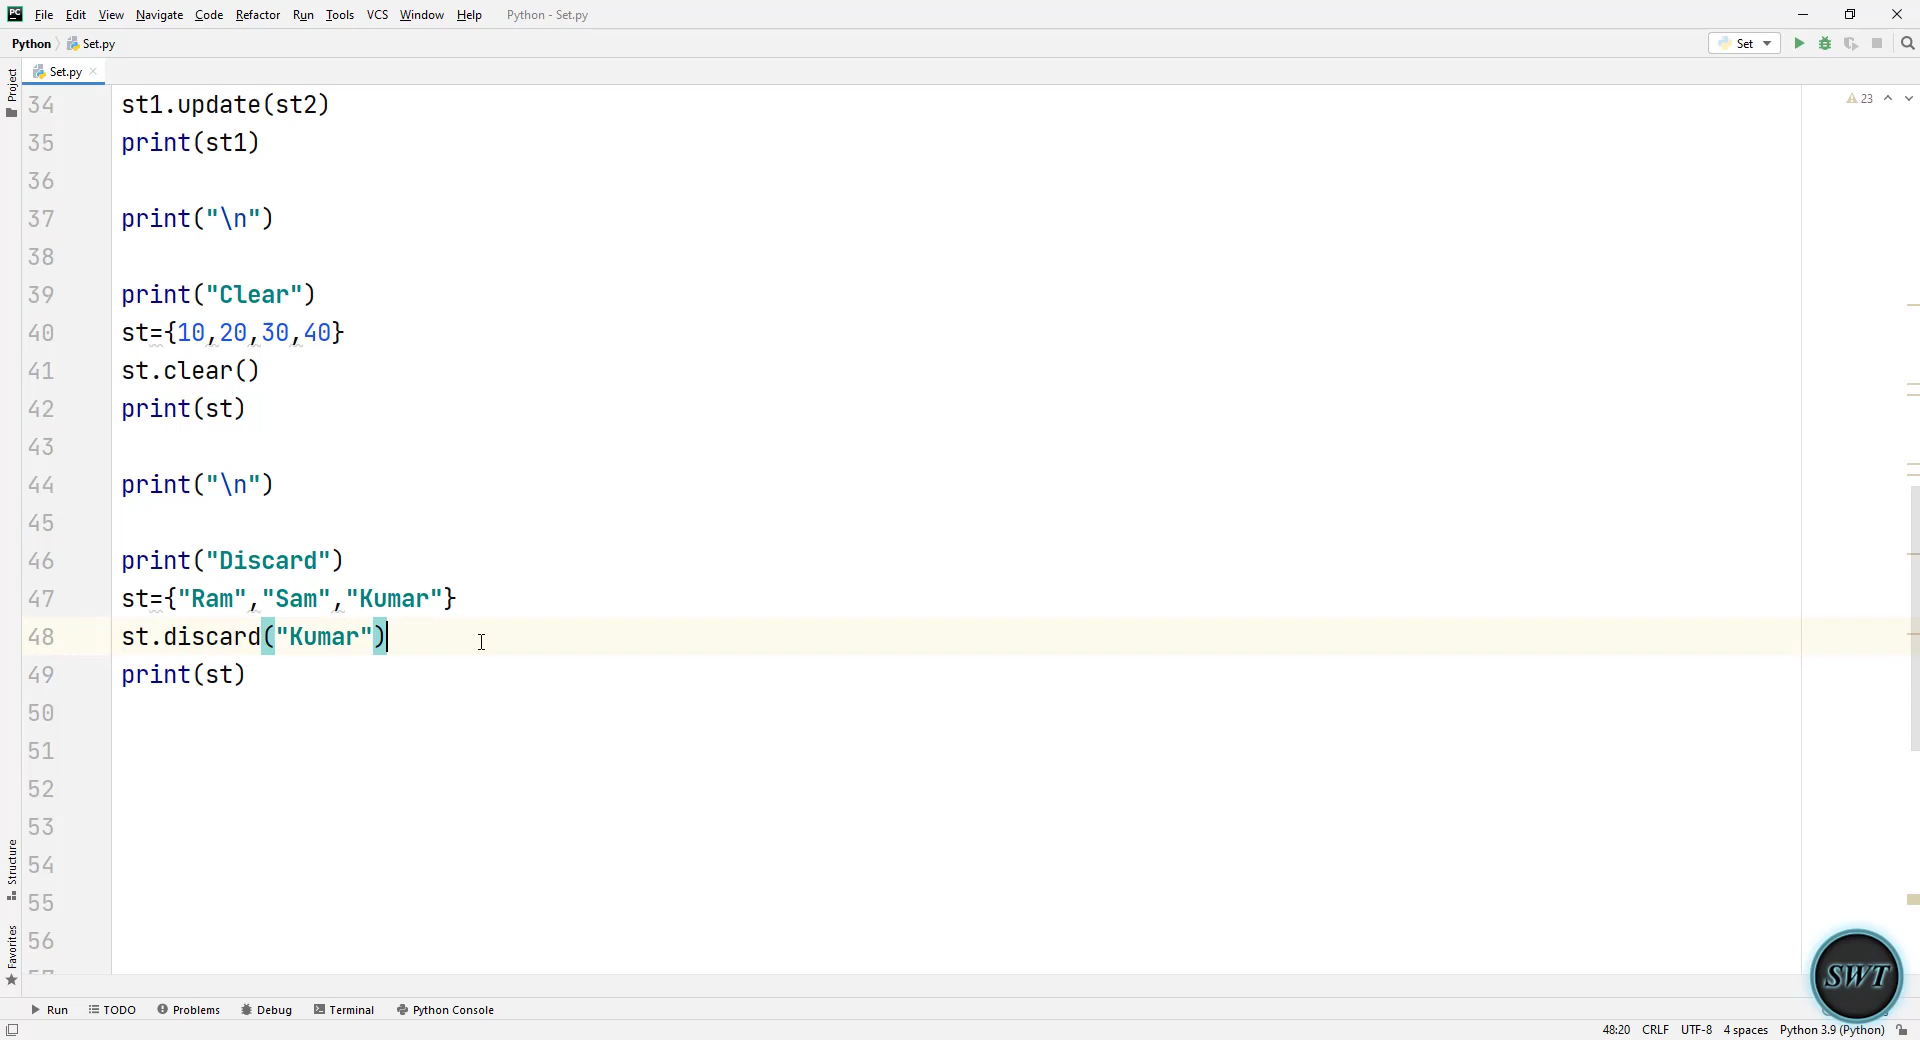 PC File Edit View Navigate Code Refactor Run Tools VCS Window Help Python - Set.py
Python Set.py Set
Project
Set.py
23
34 st1.update(st2)
35 print(st1)
36
37 print("\n")
38
39 print("Clear")
40 st={10,20,30,40}
41 st.clear()
42 print(st)
43
44 print("\n")
45
46 print("Discard")
47 st={"Ram","Sam","Kumar"}
48 st.discard("Kumar")
49 print(st)
50
51
52
53
54
55
56
Structure
Favorites
SWT
Run TODO Problems Debug Terminal Python Console
48:20 CRLF UTF-8 4 spaces Python 3.9 (Python)